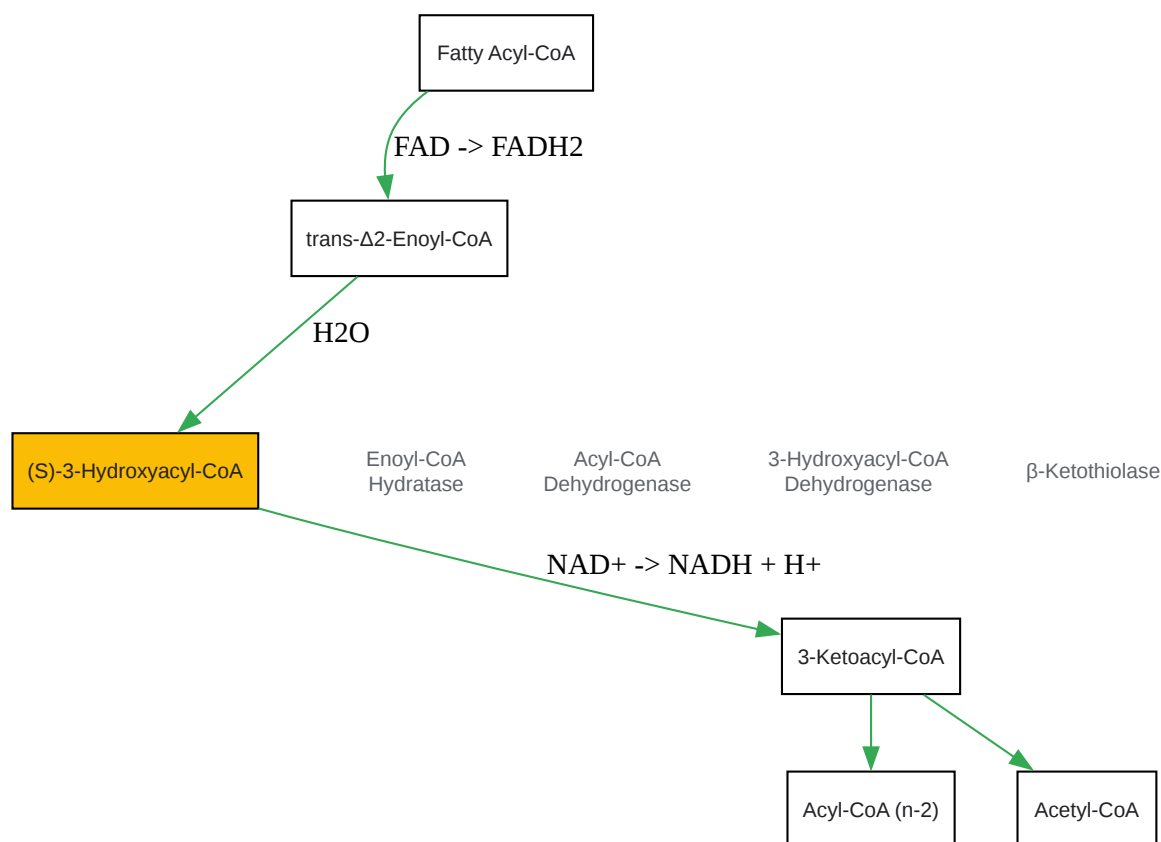 Fatty Acyl-CoA
FAD -> FADH2
trans-Δ2-Enoyl-CoA
H2O
(S)-3-Hydroxyacyl-CoA
Enoyl-CoA
Hydratase
Acyl-CoA
Dehydrogenase
3-Hydroxyacyl-CoA
Dehydrogenase
β-Ketothiolase
NAD+ -> NADH + H+
3-Ketoacyl-CoA
Acyl-CoA (n-2)
Acetyl-CoA